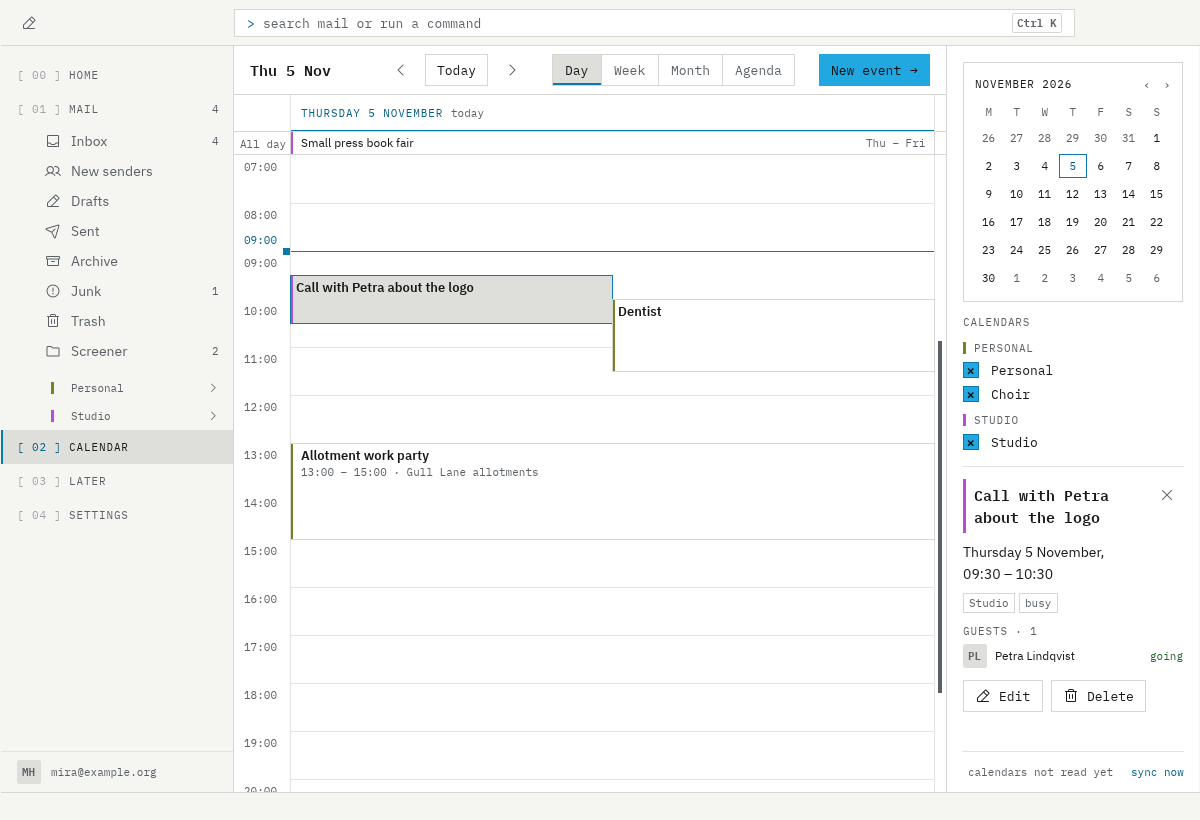 > search mail or run a command
Ctrl K
[ 00 ] HOME
[ 01 ] MAIL 4
Inbox 4
New senders
Drafts
Sent
Archive
Junk 1
Trash
Screener 2
Personal
Studio
[ 02 ] CALENDAR
[ 03 ] LATER
[ 04 ] SETTINGS
MH mira@example.org
Thu 5 Nov
Today
Day Week Month Agenda
New event →
THURSDAY 5 NOVEMBER today
All day Small press book fair Thu – Fri
07:00
08:00
09:00
09:00
Call with Petra about the logo
10:00
Dentist
11:00
12:00
13:00
Allotment work party
13:00 – 15:00 · Gull Lane allotments
14:00
15:00
16:00
17:00
18:00
19:00
20:00
NOVEMBER 2026 ‹ ›
M T W T F S S
26 27 28 29 30 31 1
2 3 4 5 6 7 8
9 10 11 12 13 14 15
16 17 18 19 20 21 22
23 24 25 26 27 28 29
30 1 2 3 4 5 6
CALENDARS
PERSONAL
Personal
Choir
STUDIO
Studio
Call with Petra
about the logo
Thursday 5 November,
09:30 – 10:30
Studio busy
GUESTS · 1
PL Petra Lindqvist going
Edit Delete
calendars not read yet sync now